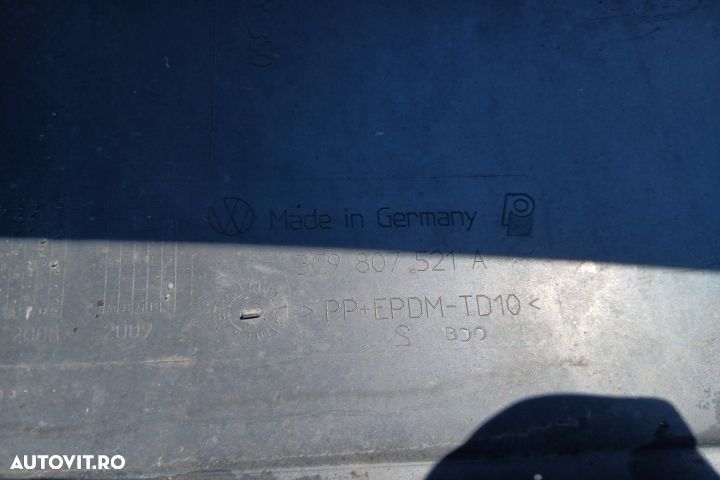 Made in Germany
3C9 807 521 A
>PP+EPDM-TD10<
2008 2009
AUTOVIT.RO